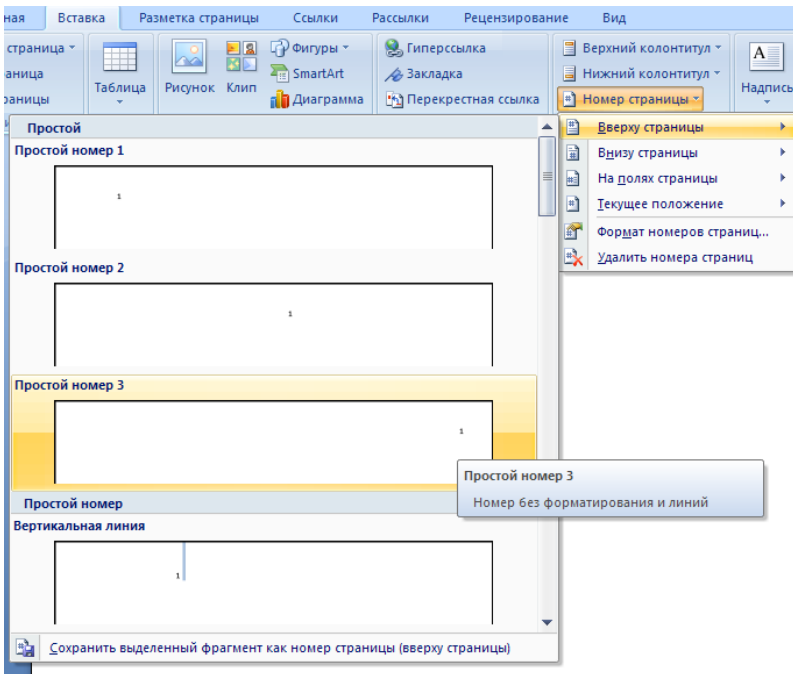 ная Вставка Разметка страницы Ссылки Рассылки Рецензирование Вид
страница
Фигуры
Гиперссылка
Верхний колонтитул
аница
SmartArt
Закладка
Нижний колонтитул
раницы
Таблица
Рисунок
Клип
Диаграмма
Перекрестная ссылка
Номер страницы
A
Надпись
Простой
Простой номер 1
1
Простой номер 2
1
Простой номер 3
1
Простой номер 3
Номер без форматирования и линий
Простой номер
Вертикальная линия
1
Сохранить выделенный фрагмент как номер страницы (вверху страницы)
Вверху страницы
Внизу страницы
На полях страницы
Текущее положение
Формат номеров страниц...
Удалить номера страниц